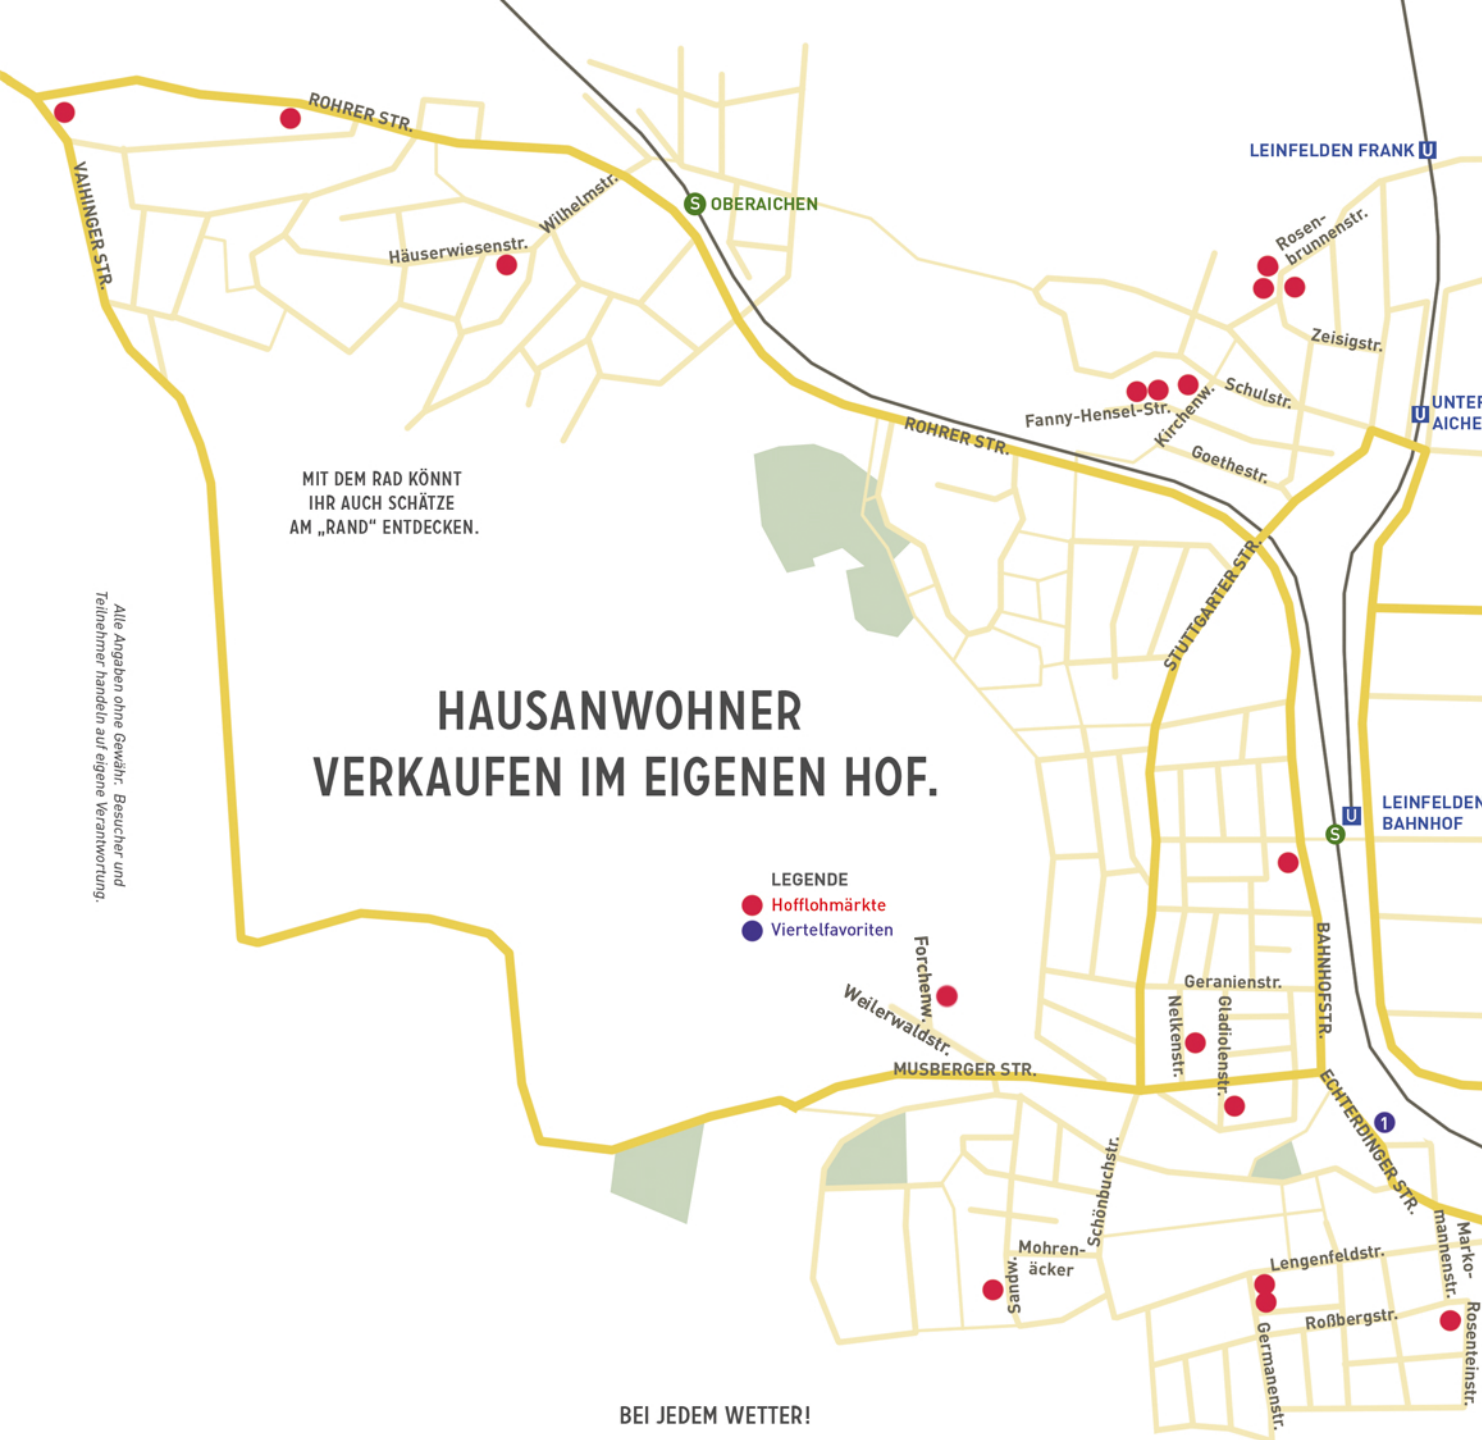 ROHRER STR.
VAIHINGER STR.
Wilhelmstr.
Häuserwiesenstr.
S OBERAICHEN
LEINFELDEN FRANK U
Rosen-
brunnenstr.
Zeisigstr.
Schulstr.
Fanny-Hensel-Str.
Kirchenw.
Goethestr.
U UNTER
AICHE
ROHRER STR.
MIT DEM RAD KÖNNT
IHR AUCH SCHÄTZE
AM „RAND“ ENTDECKEN.
STUTTGARTER STR.
Alle Angaben ohne Gewähr. Besucher und
Teilnehmer handeln auf eigene Verantwortung.
HAUSANWOHNER
VERKAUFEN IM EIGENEN HOF.
U LEINFELDEN
BAHNHOF
S
LEGENDE
Hofflohmärkte
Viertelfavoriten
Forchenw.
Weilerwaldstr.
BAHNHOFSTR.
Geranienstr.
Nelkenstr.
Gladiolenstr.
MUSBERGER STR.
ECHTERDINGER STR.
1
Schönbuchstr.
Mohren-
äcker
Sandw.
Lengenfeldstr.
Marko-
mannenstr.
Roßbergstr.
Germanenstr.
Rosenteinstr.
BEI JEDEM WETTER!